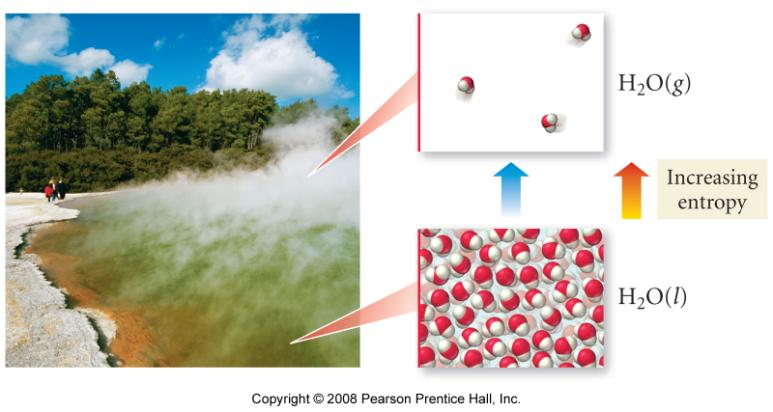 H₂O(g)
Increasing
entropy
H₂O(l)
Copyright © 2008 Pearson Prentice Hall, Inc.